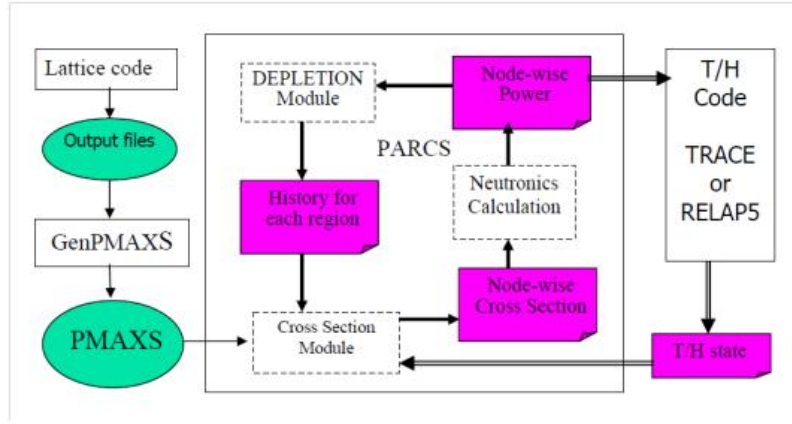 Lattice code
Output files
GenPMAXS
PMAXS
DEPLETION
Module
History for
each region
Cross Section
Module
PARCS
Node-wise
Power
Neutronics
Calculation
Node-wise
Cross Section
T/H
Code
TRACE
or
RELAP5
T/H state